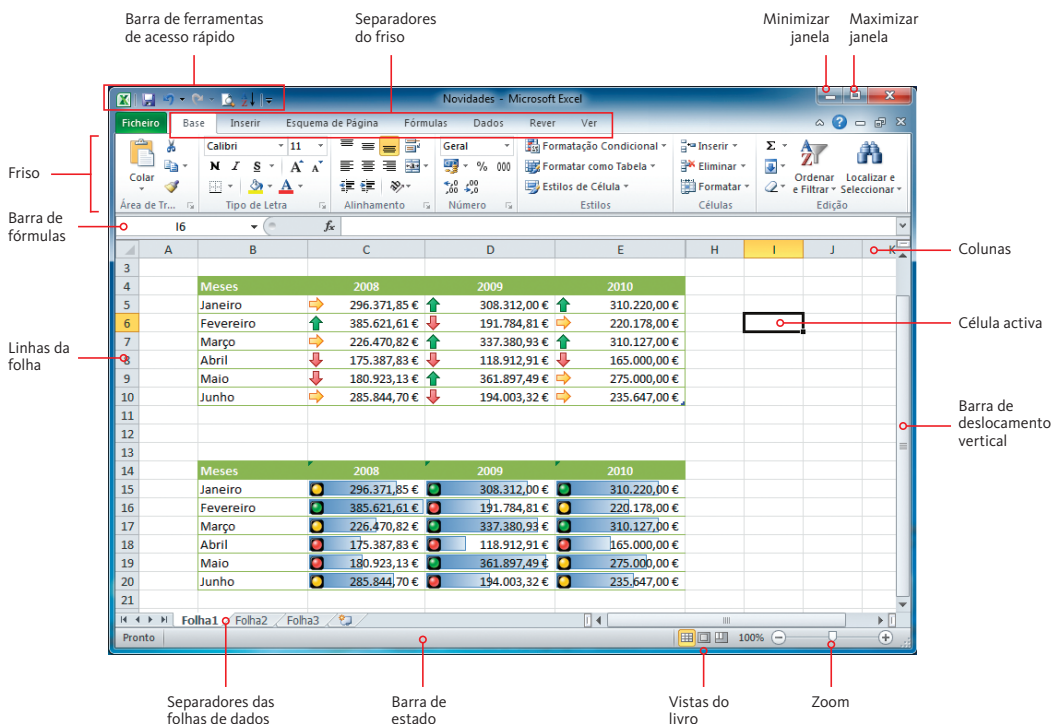 Barra de ferramentas
de acesso rápido
Separadores
do friso
Minimizar
janela
Maximizar
janela
Novidades - Microsoft Excel
Ficheiro Base Inserir Esquema de Página Fórmulas Dados Rever Ver
Friso
Colar
Área de Tr...
Calibri 11
N I S A A
A
Tipo de Letra
Alinhamento
Geral
% 000
,00 ,00
Número
Formatação Condicional
Formatar como Tabela
Estilos de Célula
Estilos
Inserir
Eliminar
Formatar
Células
Σ
Ordenar
e Filtrar
Localizar e
Seleccionar
Edição
Barra de
fórmulas
I6 fx
A B C D E H I J K
Colunas
3
4 Meses 2008 2009 2010
5 Janeiro 296.371,85 € 308.312,00 € 310.220,00 €
6 Fevereiro 385.621,61 € 191.784,81 € 220.178,00 €
Célula activa
7 Março 226.470,82 € 337.380,93 € 310.127,00 €
Linhas da
folha
8 Abril 175.387,83 € 118.912,91 € 165.000,00 €
9 Maio 180.923,13 € 361.897,49 € 275.000,00 €
10 Junho 285.844,70 € 194.003,32 € 235.647,00 €
11
12
13
Barra de
deslocamento
vertical
14 Meses 2008 2009 2010
15 Janeiro 296.371,85 € 308.312,00 € 310.220,00 €
16 Fevereiro 385.621,61 € 191.784,81 € 220.178,00 €
17 Março 226.470,82 € 337.380,93 € 310.127,00 €
18 Abril 175.387,83 € 118.912,91 € 165.000,00 €
19 Maio 180.923,13 € 361.897,49 € 275.000,00 €
20 Junho 285.844,70 € 194.003,32 € 235.647,00 €
21
Folha1 Folha2 Folha3
Pronto 100%
Separadores das
folhas de dados
Barra de
estado
Vistas do
livro
Zoom